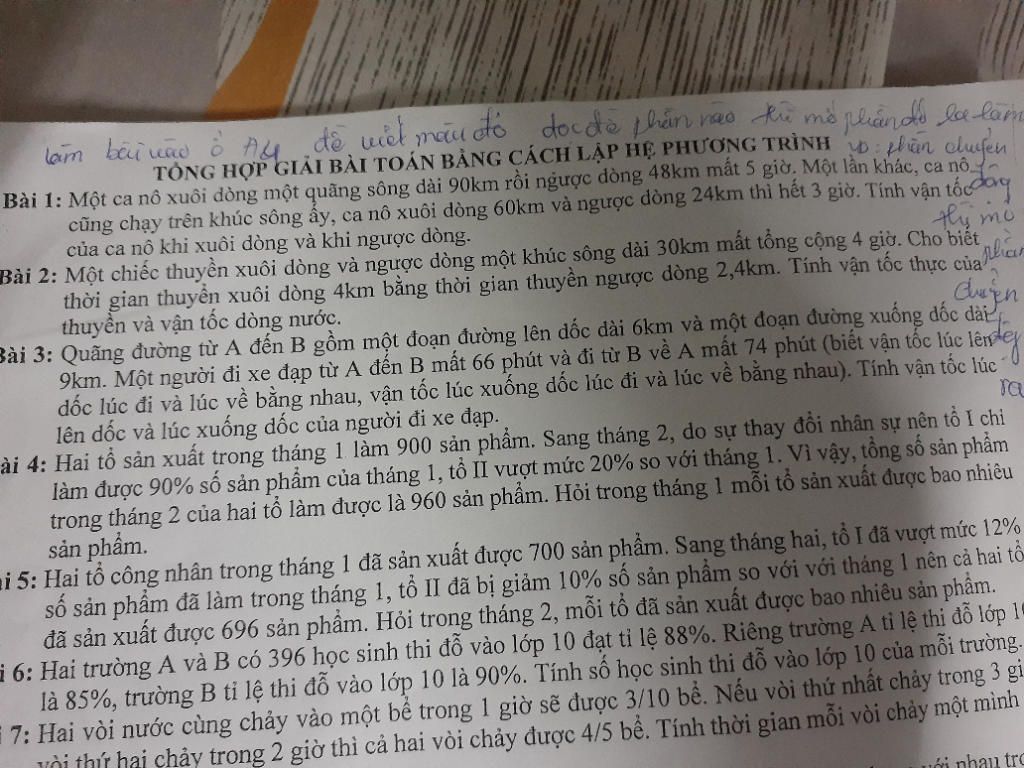 làm bài vào ô A4 đề viết màu đỏ đọc đề phần nào thì mở phần đó ra làm
TỔNG HỢP GIẢI BÀI TOÁN BẰNG CÁCH LẬP HỆ PHƯƠNG TRÌNH
vp: phần chuyển
Bài 1: Một ca nô xuôi dòng một quãng sông dài 90km rồi ngược dòng 48km mất 5 giờ. Một lần khác, ca nô
cũng chạy trên khúc sông ấy, ca nô xuôi dòng 60km và ngược dòng 24km thì hết 3 giờ. Tính vận tốc
động
của ca nô khi xuôi dòng và khi ngược dòng.
thì mở
Bài 2: Một chiếc thuyền xuôi dòng và ngược dòng một khúc sông dài 30km mất tổng cộng 4 giờ. Cho biết
phần
thời gian thuyền xuôi dòng 4km bằng thời gian thuyền ngược dòng 2,4km. Tính vận tốc thực của
chuyển
thuyền và vận tốc dòng nước.
Bài 3: Quãng đường từ A đến B gồm một đoạn đường lên dốc dài 6km và một đoạn đường xuống dốc dài
9km. Một người đi xe đạp từ A đến B mất 66 phút và đi từ B về A mất 74 phút (biết vận tốc lúc lên
dốc lúc đi và lúc về bằng nhau, vận tốc lúc xuống dốc lúc đi và lúc về bằng nhau). Tính vận tốc lúc
ra
lên dốc và lúc xuống dốc của người đi xe đạp.
ài 4: Hai tổ sản xuất trong tháng 1 làm 900 sản phẩm. Sang tháng 2, do sự thay đổi nhân sự nên tổ I chỉ
làm được 90% số sản phẩm của tháng 1, tổ II vượt mức 20% so với tháng 1. Vì vậy, tổng số sản phẩm
trong tháng 2 của hai tổ làm được là 960 sản phẩm. Hỏi trong tháng 1 mỗi tổ sản xuất được bao nhiêu
sản phẩm.
i 5: Hai tổ công nhân trong tháng 1 đã sản xuất được 700 sản phẩm. Sang tháng hai, tổ I đã vượt mức 12%
số sản phẩm đã làm trong tháng 1, tổ II đã bị giảm 10% số sản phẩm so với với tháng 1 nên cả hai tổ
đã sản xuất được 696 sản phẩm. Hỏi trong tháng 2, mỗi tổ đã sản xuất được bao nhiêu sản phẩm.
i 6: Hai trường A và B có 396 học sinh thi đỗ vào lớp 10 đạt tỉ lệ 88%. Riêng trường A tỉ lệ thi đỗ lớp 10
là 85%, trường B tỉ lệ thi đỗ vào lớp 10 là 90%. Tính số học sinh thi đỗ vào lớp 10 của mỗi trường.
7: Hai vòi nước cùng chảy vào một bể trong 1 giờ sẽ được 3/10 bể. Nếu vòi thứ nhất chảy trong 3 gi
vòi thứ hai chảy trong 2 giờ thì cả hai vòi chảy được 4/5 bể. Tính thời gian mỗi vòi chảy một mình
với nhau tro